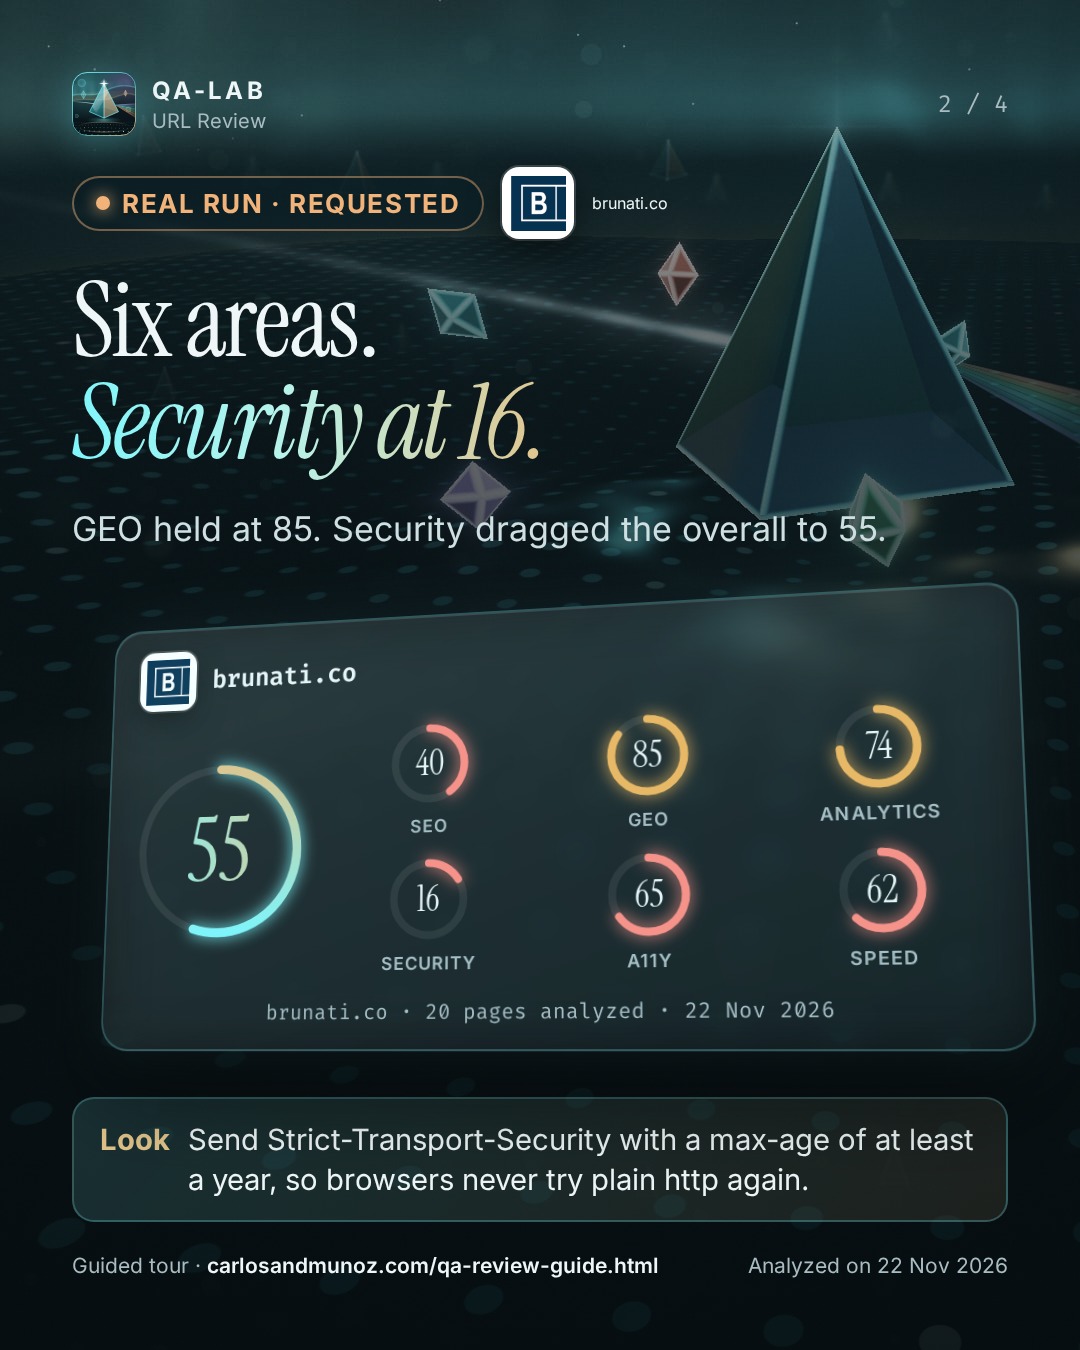 QA-LAB
URL Review
2 / 4
REAL RUN · REQUESTED
B
brunati.co
Six areas.
Security at 16.
GEO held at 85. Security dragged the overall to 55.
B
brunati.co
55
40
SEO
85
GEO
74
ANALYTICS
16
SECURITY
65
A11Y
62
SPEED
brunati.co · 20 pages analyzed · 22 Nov 2026
Look Send Strict-Transport-Security with a max-age of at least
a year, so browsers never try plain http again.
Guided tour · carlosandmunoz.com/qa-review-guide.html
Analyzed on 22 Nov 2026